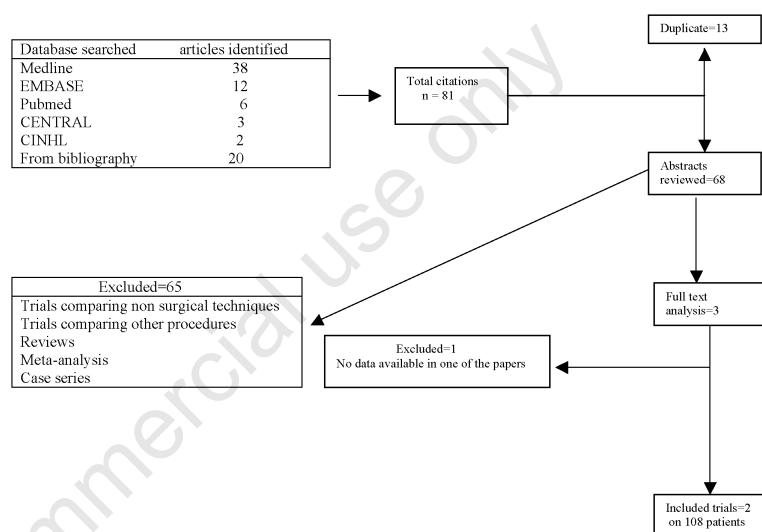 Duplicate=13
Database searched articles identified
Medline 38
EMBASE 12
Pubmed 6
CENTRAL 3
CINHL 2
From bibliography 20
Total citations
n = 81
Abstracts
reviewed=68
Excluded=65
Trials comparing non surgical techniques
Trials comparing other procedures
Reviews
Meta-analysis
Case series
Full text
analysis=3
Excluded=1
No data available in one of the papers
Included trials=2
on 108 patients
mmercial use only